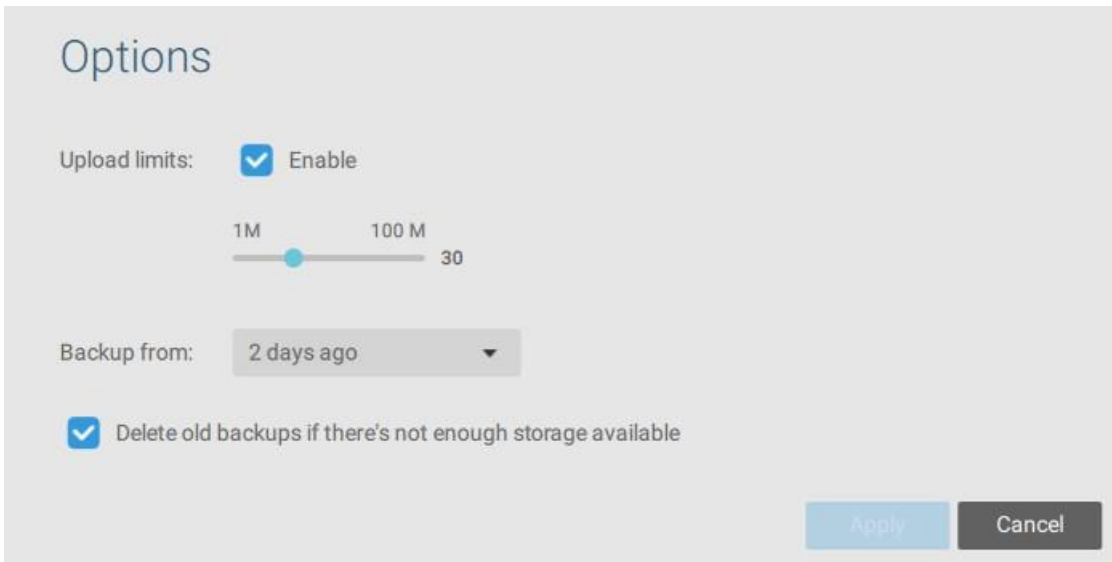 Options
Upload limits: Enable
1M 100 M
30
Backup from: 2 days ago
Delete old backups if there's not enough storage available
Apply Cancel